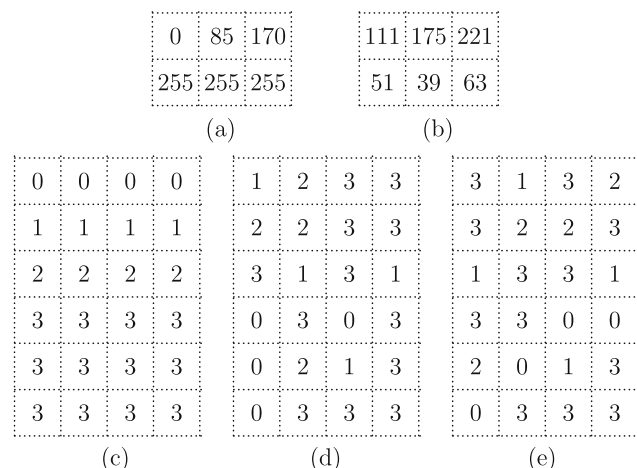 0 85 170 111 175 221
255 255 255 51 39 63
(a) (b)
0 0 0 0 1 2 3 3 3 1 3 2
1 1 1 1 2 2 3 3 3 2 2 3
2 2 2 2 3 1 3 1 1 3 3 1
3 3 3 3 0 3 0 3 3 3 0 0
3 3 3 3 0 2 1 3 2 0 1 3
3 3 3 3 0 3 3 3 0 3 3 3
(c) (d) (e)